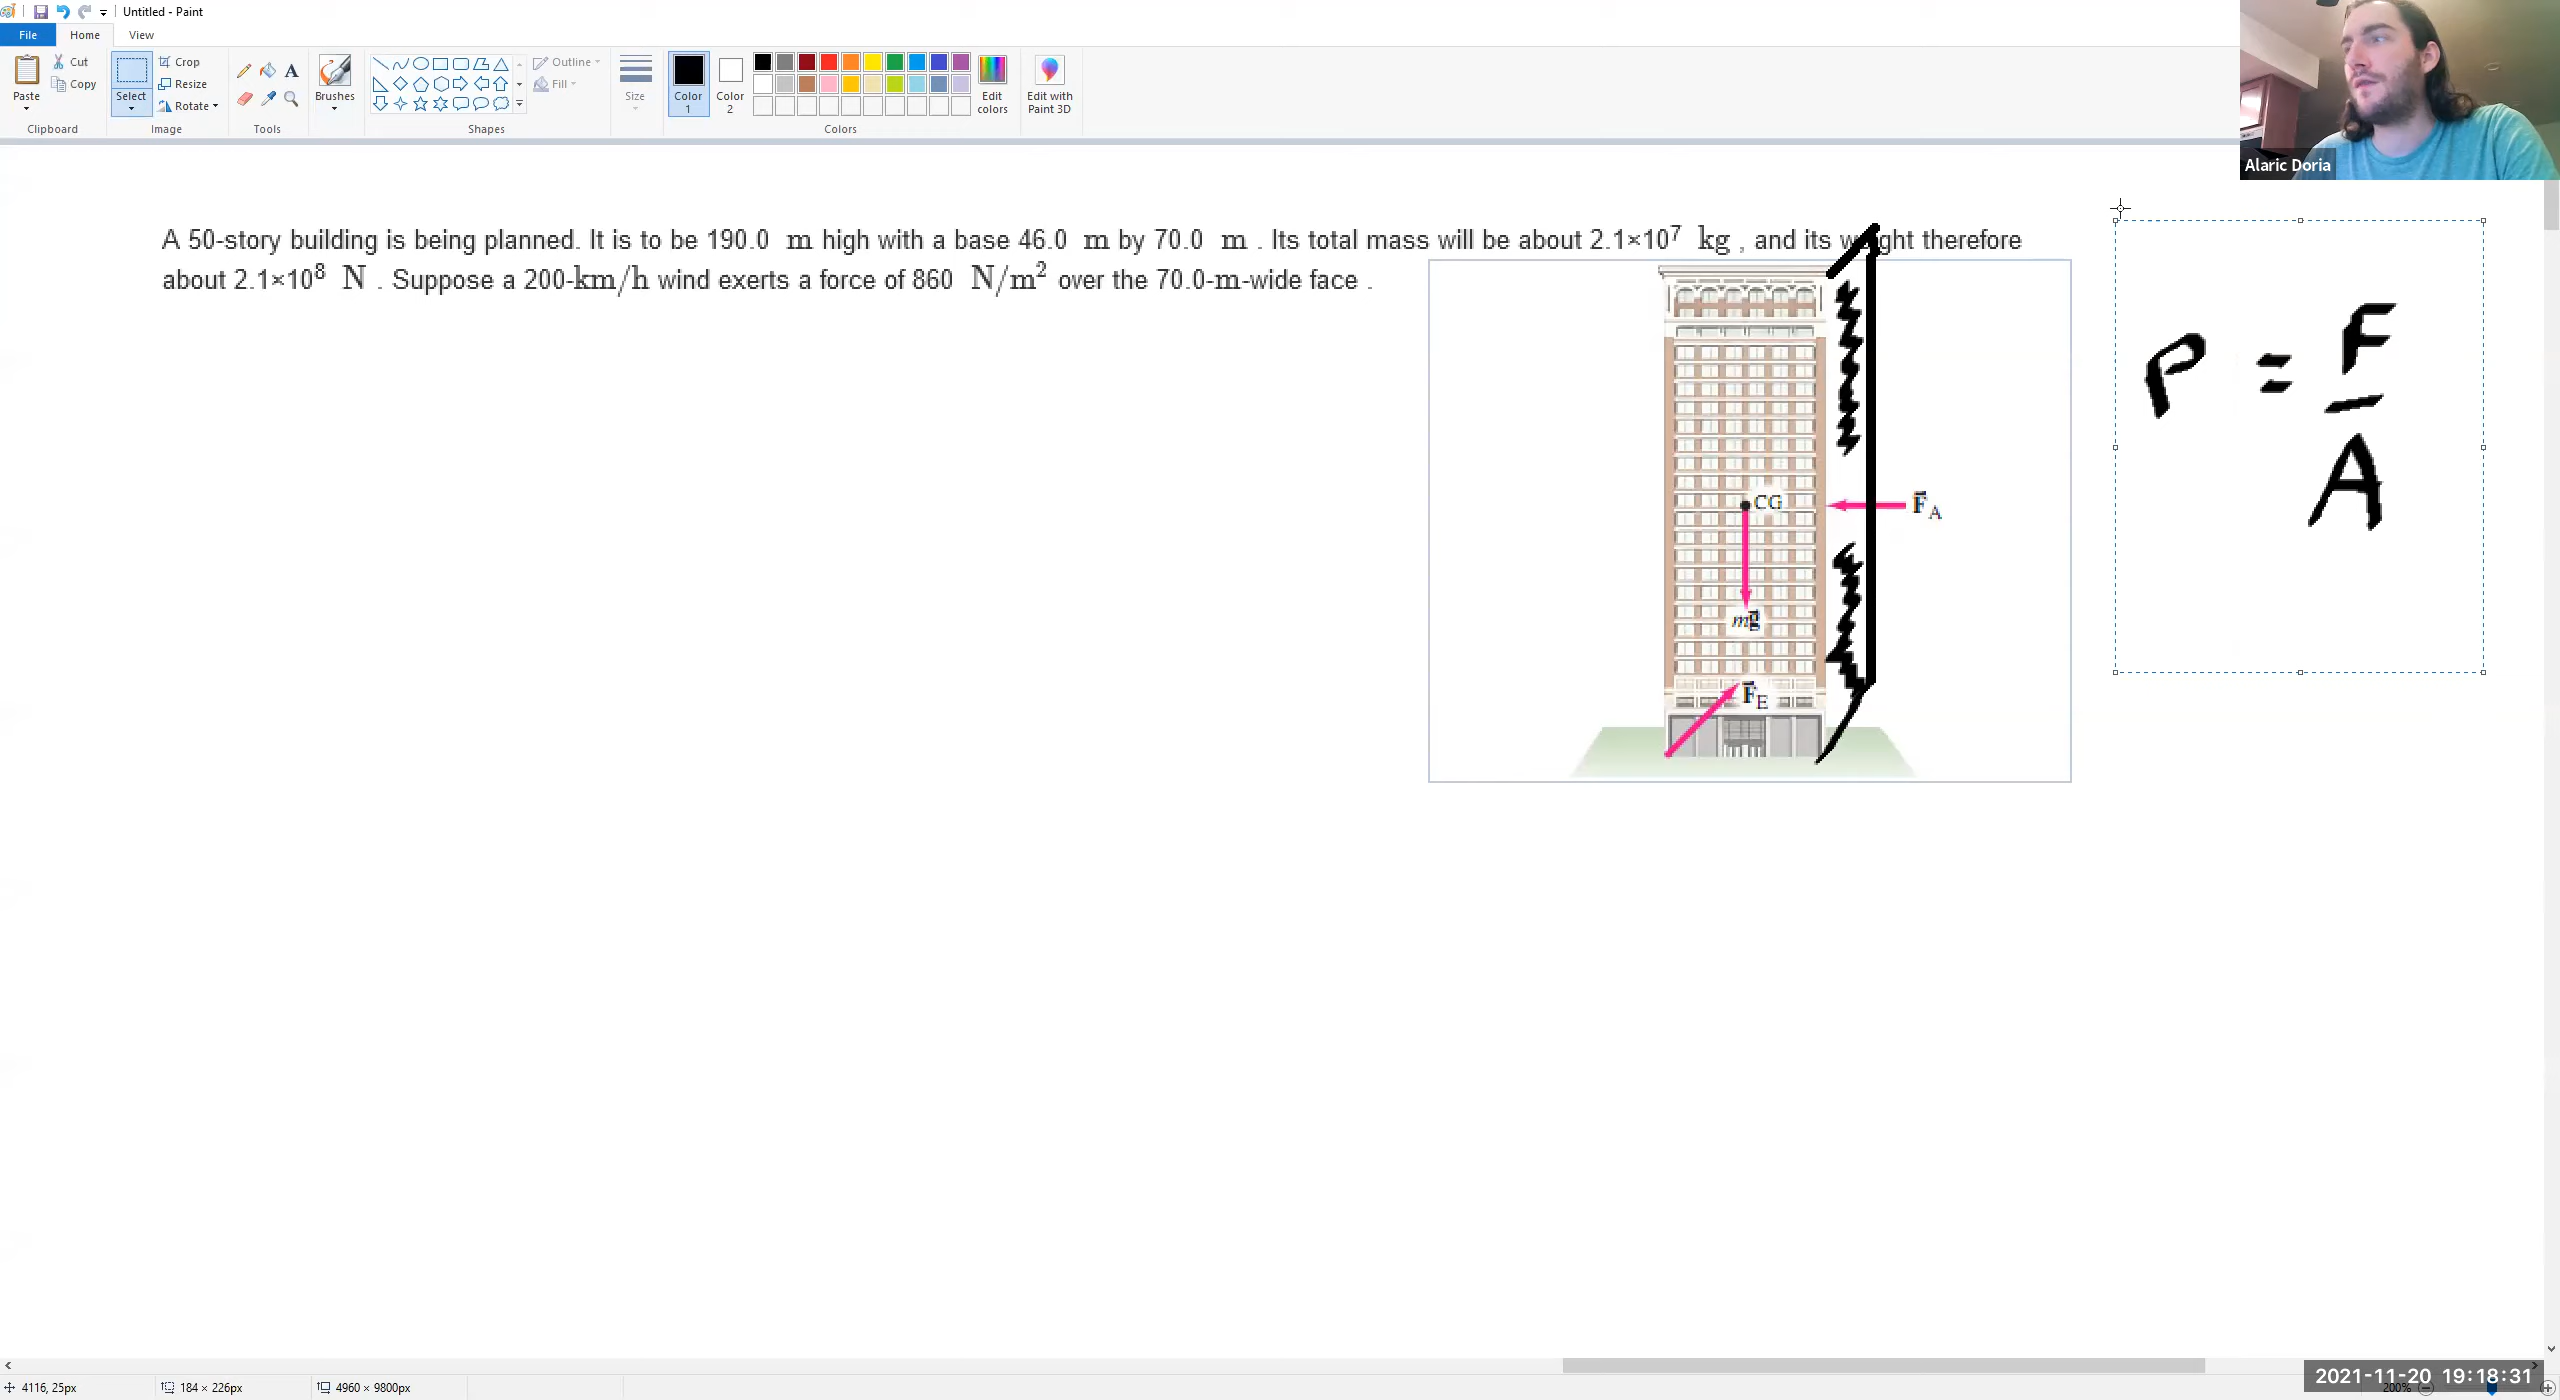 Untitled - Paint
File Home View
Paste
Cut
Copy
Clipboard
Select
Crop
Resize
Rotate
Image
Tools
Brushes
Shapes
Outline
Fill
Size
Color 1
Color 2
Colors
Edit colors
Edit with Paint 3D
Alaric Doria
A 50-story building is being planned. It is to be 190.0 m high with a base 46.0 m by 70.0 m . Its total mass will be about 2.1×10⁷ kg , and its weight therefore
about 2.1×10⁸ N . Suppose a 200-km/h wind exerts a force of 860 N/m² over the 70.0-m-wide face .
CG
F⃗A
mg⃗
F⃗E
P = F
A
4116, 25px
184 × 226px
4960 × 9800px
200%
2021-11-20 19:18:31